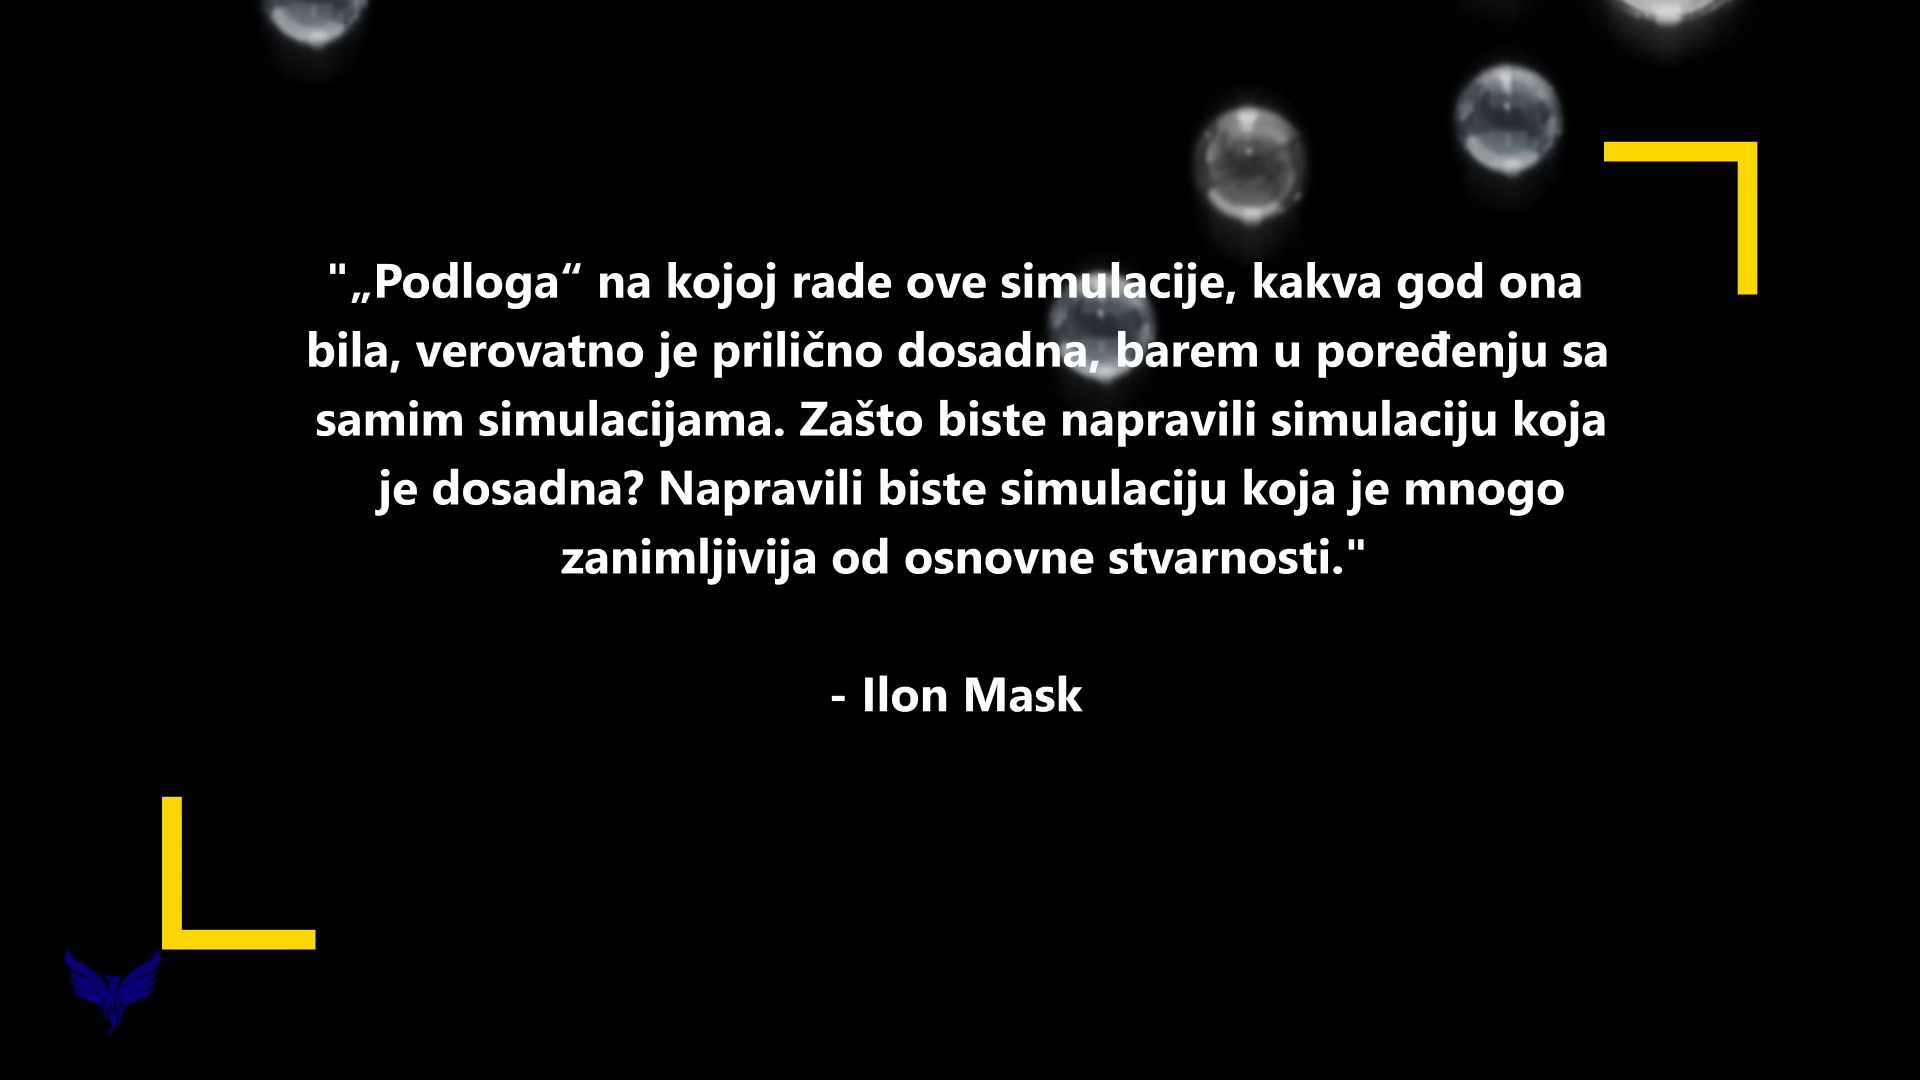 "„Podloga“ na kojoj rade ove simulacije, kakva god ona
bila, verovatno je prilično dosadna, barem u poređenju sa
samim simulacijama. Zašto biste napravili simulaciju koja
je dosadna? Napravili biste simulaciju koja je mnogo
zanimljivija od osnovne stvarnosti."
- Ilon Mask